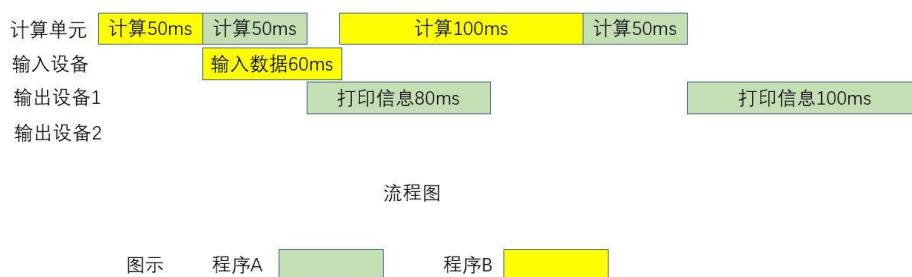 计算单元 计算50ms 计算50ms 计算100ms 计算50ms
输入设备 输入数据60ms
输出设备1 打印信息80ms 打印信息100ms
输出设备2
流程图
图示 程序A 程序B